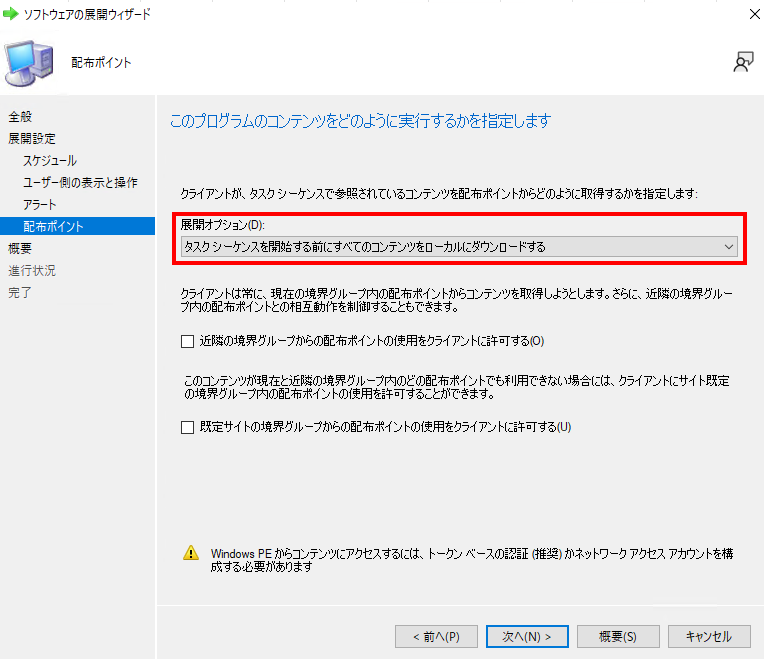 ソフトウェアの展開ウィザード
配布ポイント
全般
展開設定
スケジュール
ユーザー側の表示と操作
アラート
配布ポイント
概要
進行状況
完了
このプログラムのコンテンツをどのように実行するかを指定します
クライアントが、タスク シーケンスで参照されているコンテンツを配布ポイントからどのように取得するかを指定します:
展開オプション(D):
タスク シーケンスを開始する前にすべてのコンテンツをローカルにダウンロードする
クライアントは常に、現在の境界グループ内の配布ポイントからコンテンツを取得しようとします。さらに、近隣の境界グルー
プ内の配布ポイントとの相互動作を制御することもできます。
近隣の境界グループからの配布ポイントの使用をクライアントに許可する(O)
このコンテンツが現在と近隣の境界グループ内のどの配布ポイントでも利用できない場合には、クライアントにサイト既定
の境界グループ内の配布ポイントの使用を許可することができます。
既定サイトの境界グループからの配布ポイントの使用をクライアントに許可する(U)
Windows PE からコンテンツにアクセスするには、トークン ベースの認証 (推奨) かネットワーク アクセス アカウントを構
成する必要があります
< 前へ(P)
次へ(N) >
概要(S)
キャンセル